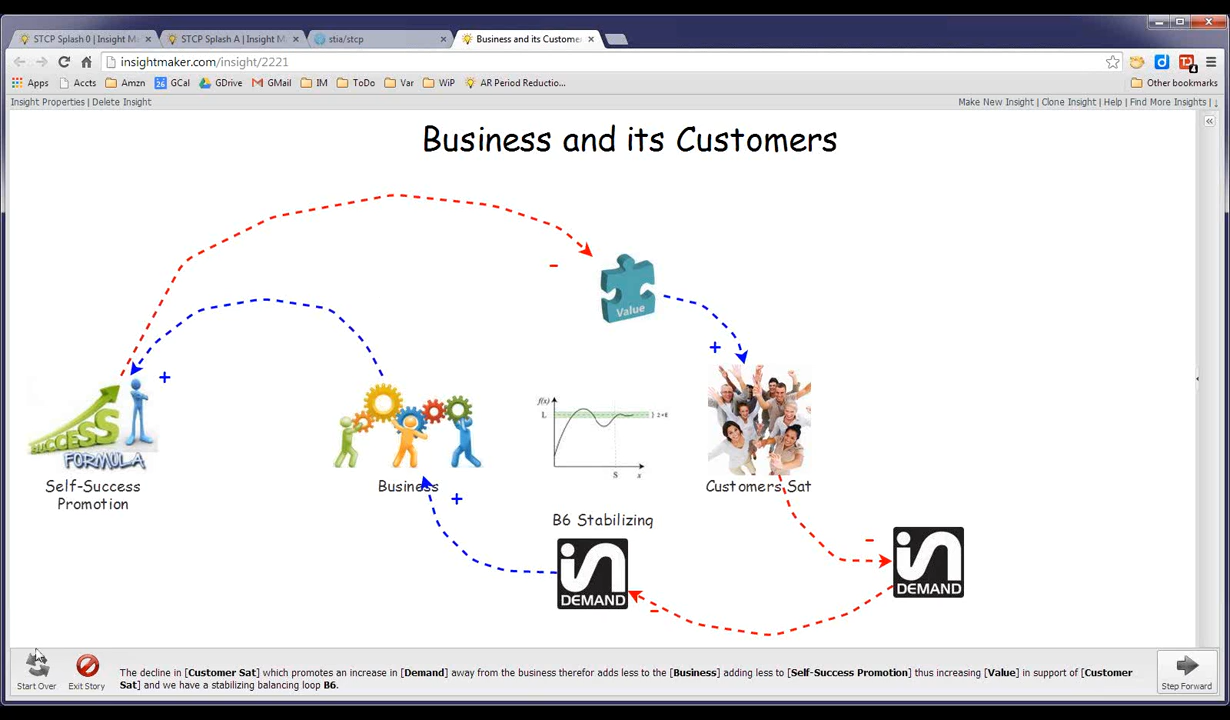 STCP Splash 0 | Insight M
STCP Splash A | Insight M
stia/stcp
Business and its Custome
insightmaker.com/insight/2221
Apps
Accts
Amzn
26
GCal
GDrive
GMail
IM
ToDo
Var
WiP
AR Period Reductio...
Other bookmarks
Insight Properties | Delete Insight
Make New Insight | Clone Insight | Help | Find More Insights |
Business and its Customers
-
Value
+
+
SUCCESS
FORMULA
Self-Success
Promotion
Business
+
f(x)
L
S
x
B6 Stabilizing
Customers Sat
-
in
DEMAND
in
DEMAND
-
Start Over
Exit Story
The decline in [Customer Sat] which promotes an increase in [Demand] away from the business therefor adds less to the [Business] adding less to [Self-Success Promotion] thus increasing [Value] in support of [Customer
Sat] and we have a stabilizing balancing loop B6.
Step Forward